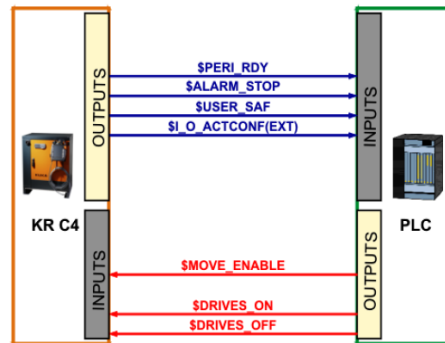 $PERI_RDY
$ALARM_STOP
$USER_SAF
$I_O_ACTCONF(EXT)
OUTPUTS
INPUTS
KR C4
PLC
INPUTS
OUTPUTS
$MOVE_ENABLE
$DRIVES_ON
$DRIVES_OFF